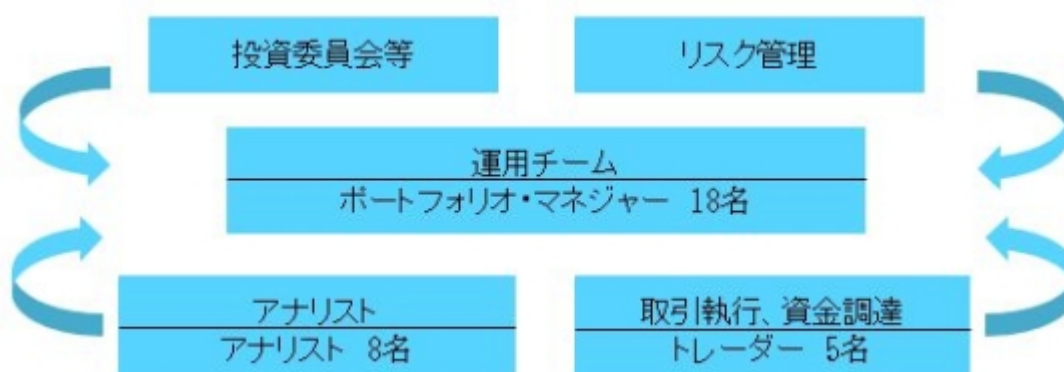 投資委員会等
リスク管理
運用チーム
ポートフォリオ・マネジャー 18名
アナリスト
アナリスト 8名
取引執行、資金調達
トレーダー 5名